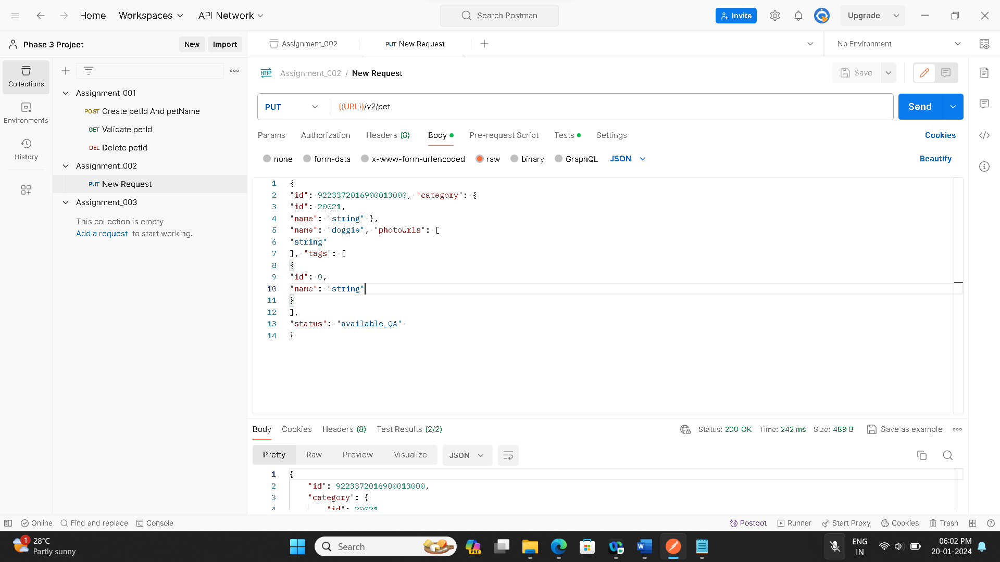 Home
Workspaces
API Network
Search Postman
Invite
Upgrade
Phase 3 Project
New
Import
Assignment_002
PUT New Request
No Environment
Collections
Environments
History
Assignment_001
POST Create petId And petName
GET Validate petId
DEL Delete petId
Assignment_002
PUT New Request
Assignment_003
This collection is empty
Add a request to start working.
HTTP Assignment_002 / New Request
Save
PUT
{{URL}}/v2/pet
Send
Params
Authorization
Headers (8)
Body
Pre-request Script
Tests
Settings
Cookies
none
form-data
x-www-form-urlencoded
raw
binary
GraphQL
JSON
Beautify
1 {
2 "id": 9223372016900013000, "category": {
3 "id": 20021,
4 "name": "string" },
5 "name": "doggie", "photoUrls": [
6 "string"
7 ], "tags": [
8 {
9 "id": 0,
10 "name": "string"
11 }
12 ],
13 "status": "available_QA"
14 }
Body
Cookies
Headers (8)
Test Results (2/2)
Status: 200 OK
Time: 242 ms
Size: 489 B
Save as example
Pretty
Raw
Preview
Visualize
JSON
1 {
2 "id": 9223372016900013000,
3 "category": {
4 "id": 20021
Online
Find and replace
Console
Postbot
Runner
Start Proxy
Cookies
Trash
1
28°C
Partly sunny
Search
PRE
W
ENG
IN
06:02 PM
20-01-2024